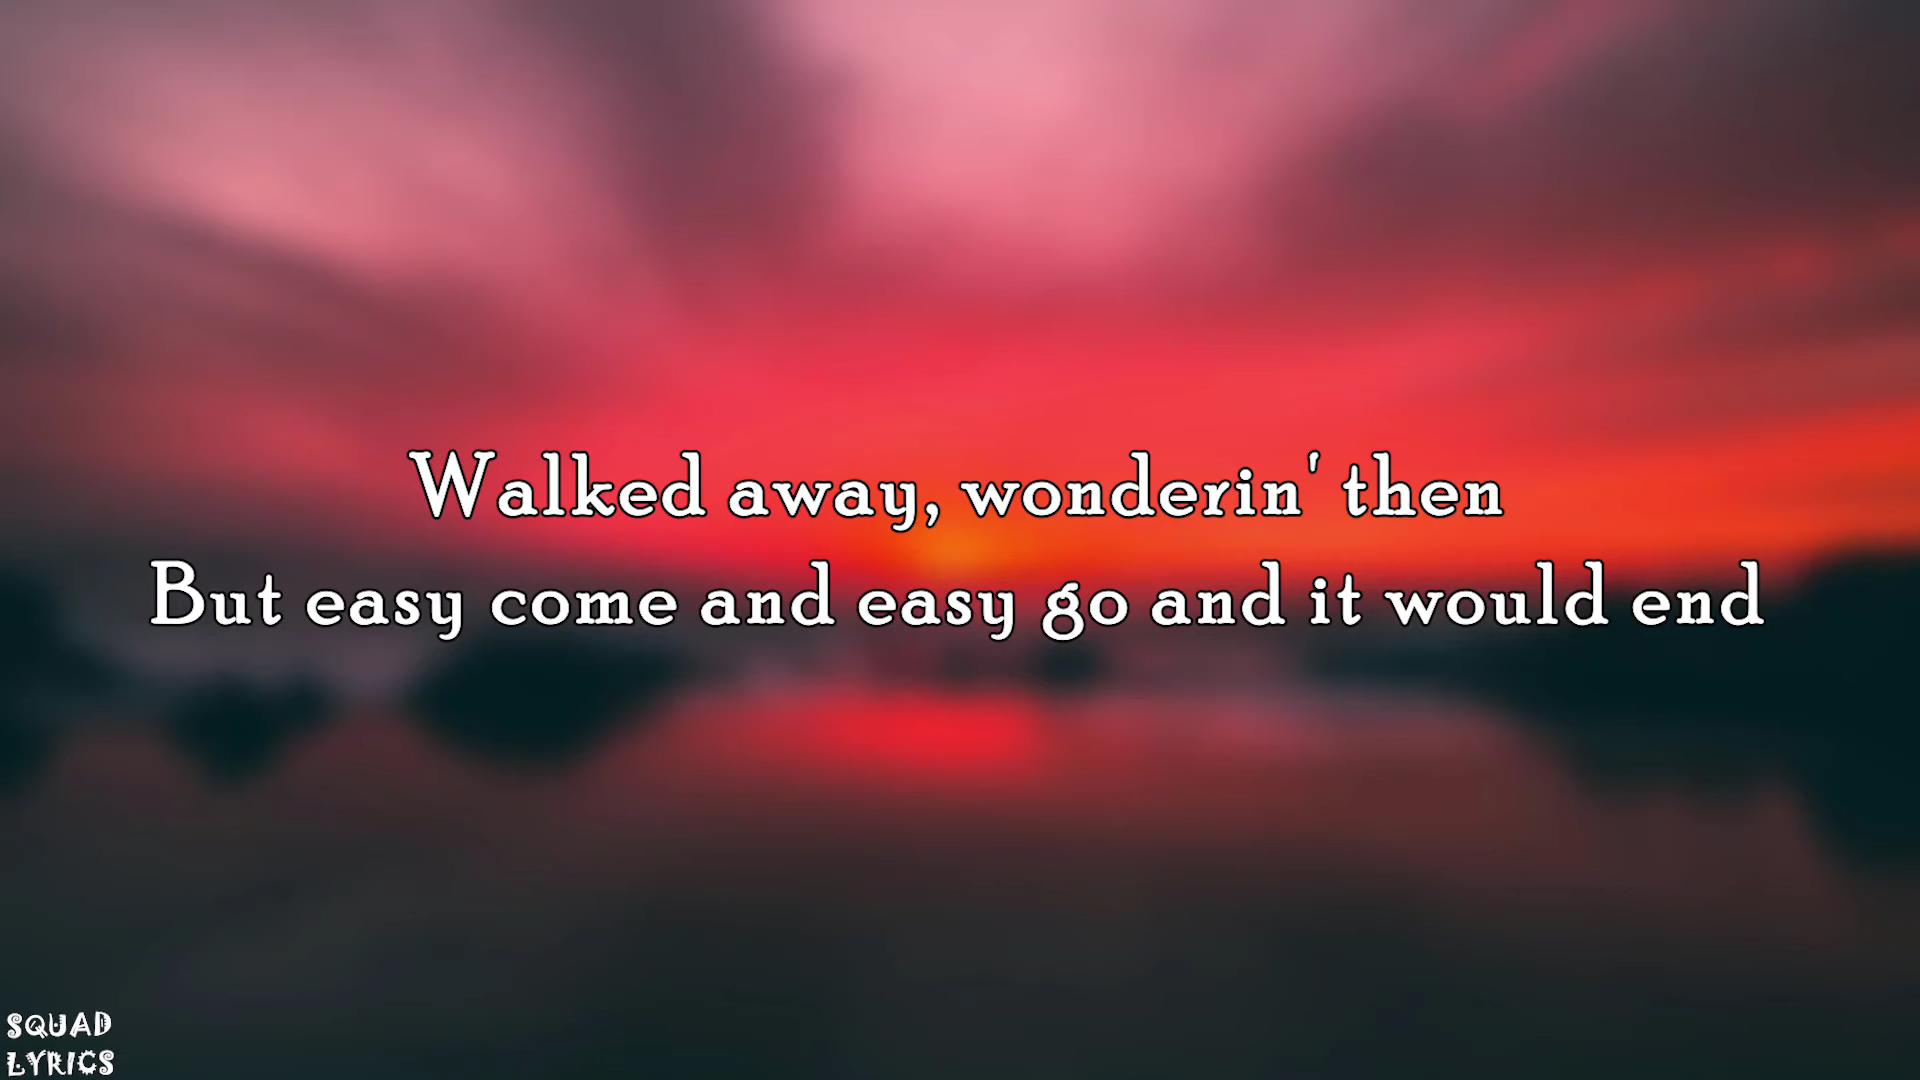 Walked away, wonderin' then
But easy come and easy go and it would end
SQUAD
LYRICS